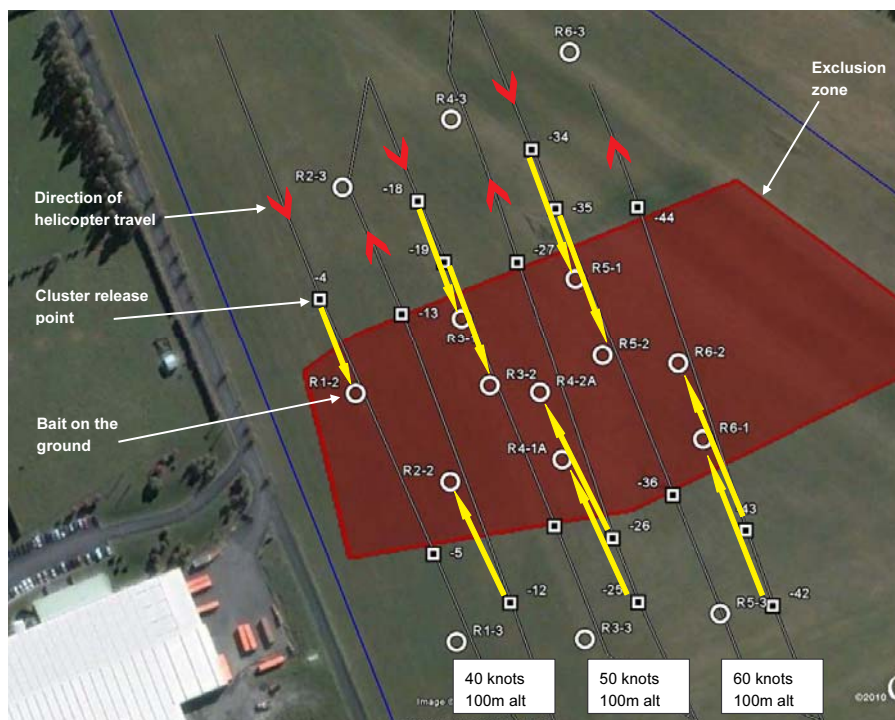 R6-3
Exclusion
zone
R4-3
-34
R2-3
-18
Direction of
helicopter travel
-35
-44
-19
-27
R5-1
-4
Cluster release
point
-13
R5-2
R6-2
R1-2
R3-2
R4-2A
Bait on the
ground
R4-1A
R6-1
R2-2
-36
-26
-5
-12
-25
R5-3
-42
R1-3
R3-3
40 knots
100m alt
50 knots
100m alt
60 knots
100m alt
©2010